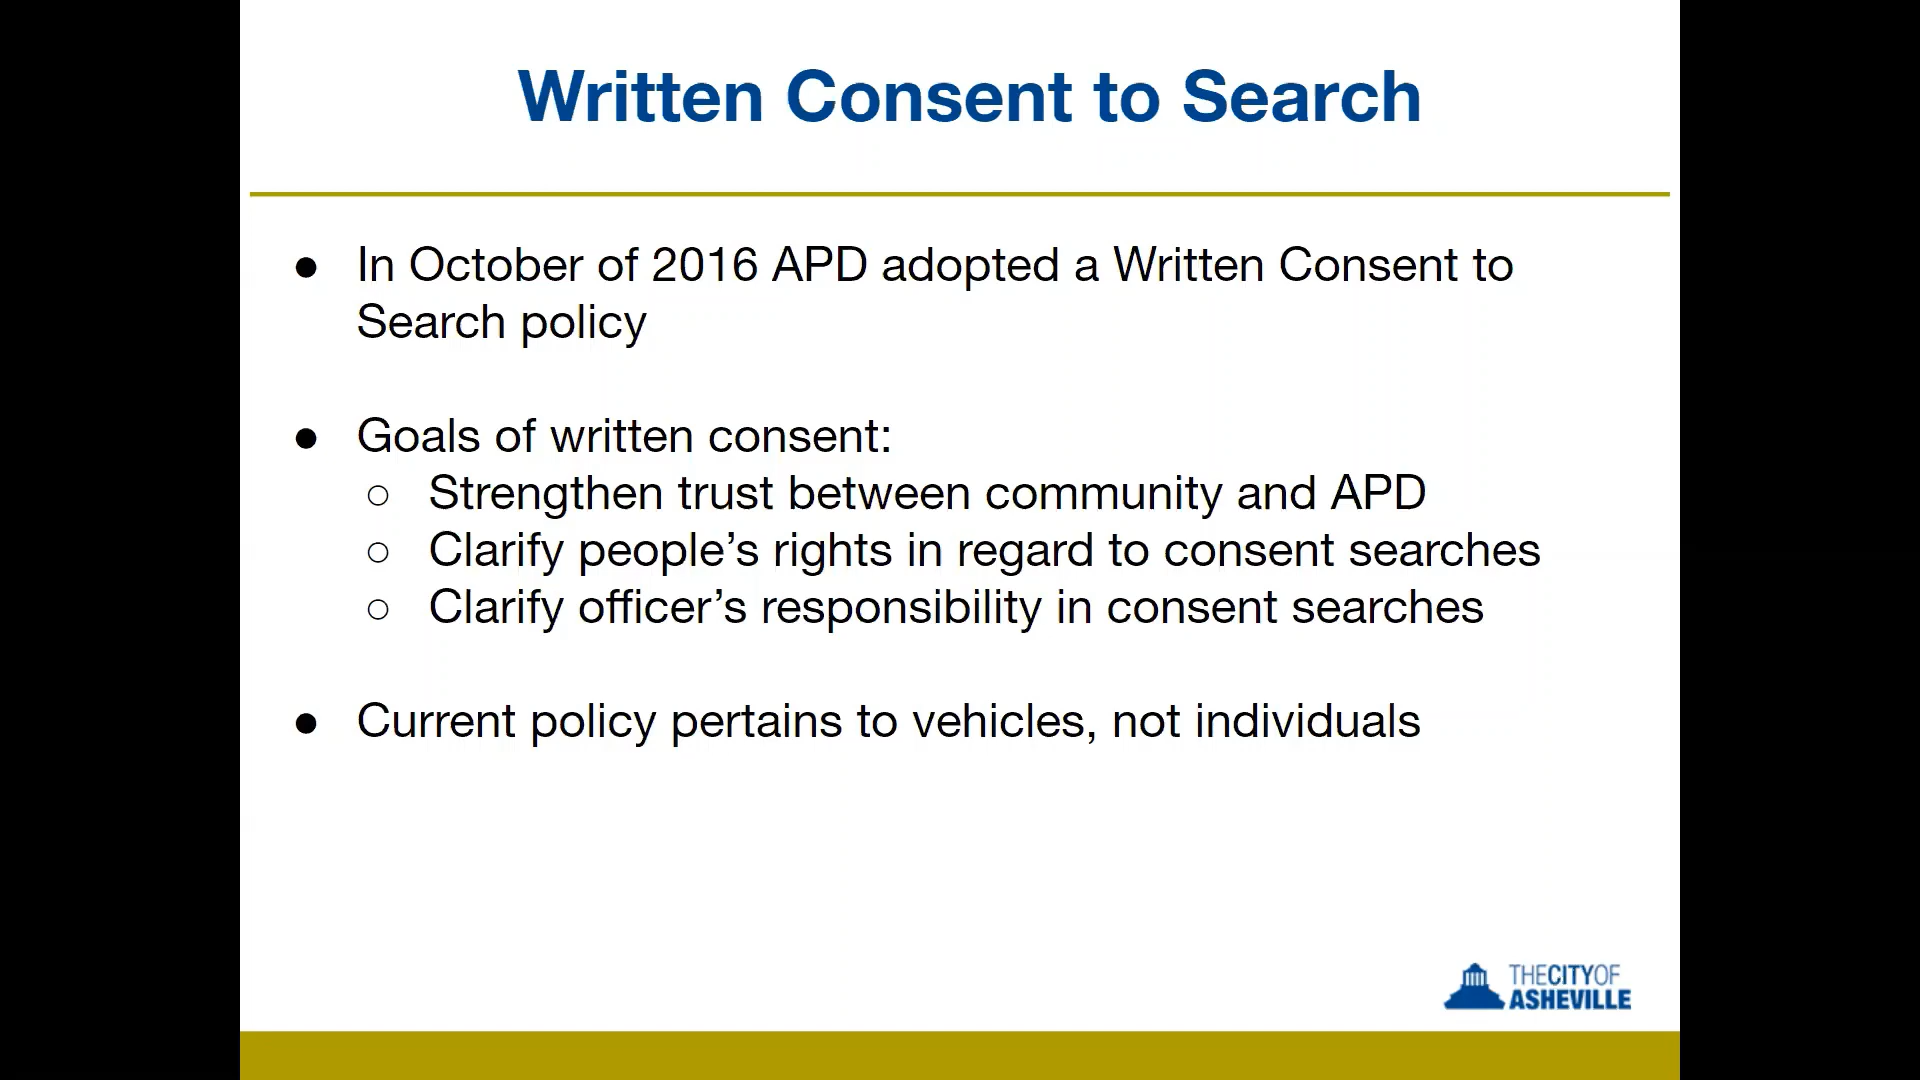 Written Consent to Search
● In October of 2016 APD adopted a Written Consent to
Search policy
● Goals of written consent:
○ Strengthen trust between community and APD
○ Clarify people’s rights in regard to consent searches
○ Clarify officer’s responsibility in consent searches
● Current policy pertains to vehicles, not individuals
THECITYOF
ASHEVILLE